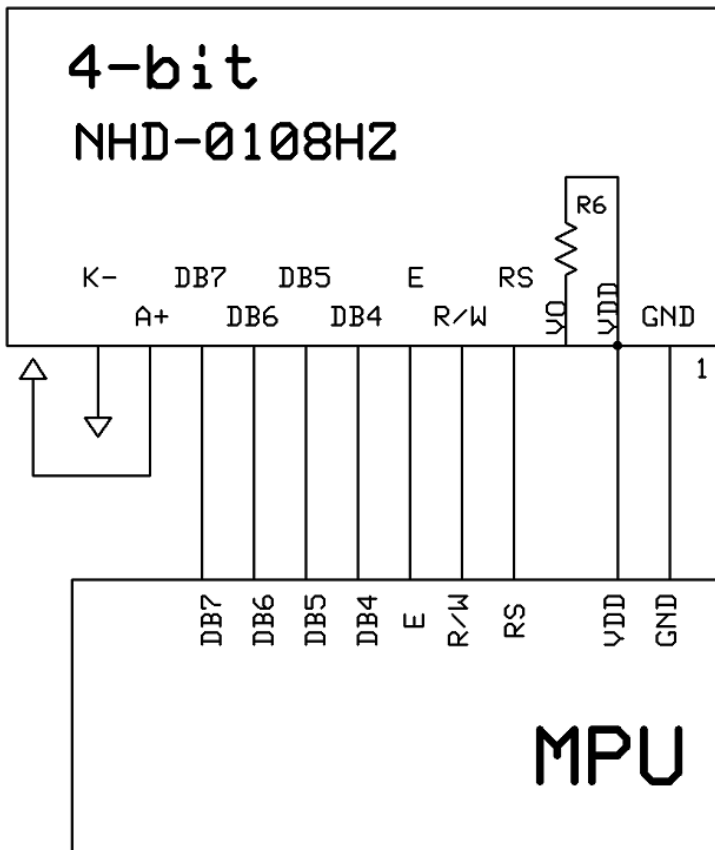 4-bit
NHD-0108HZ
R6
K- DB7 DB5 E RS
A+ DB6 DB4 R/W V0 VDD GND
1
DB7 DB6 DB5 DB4 E R/W RS VDD GND
MPU